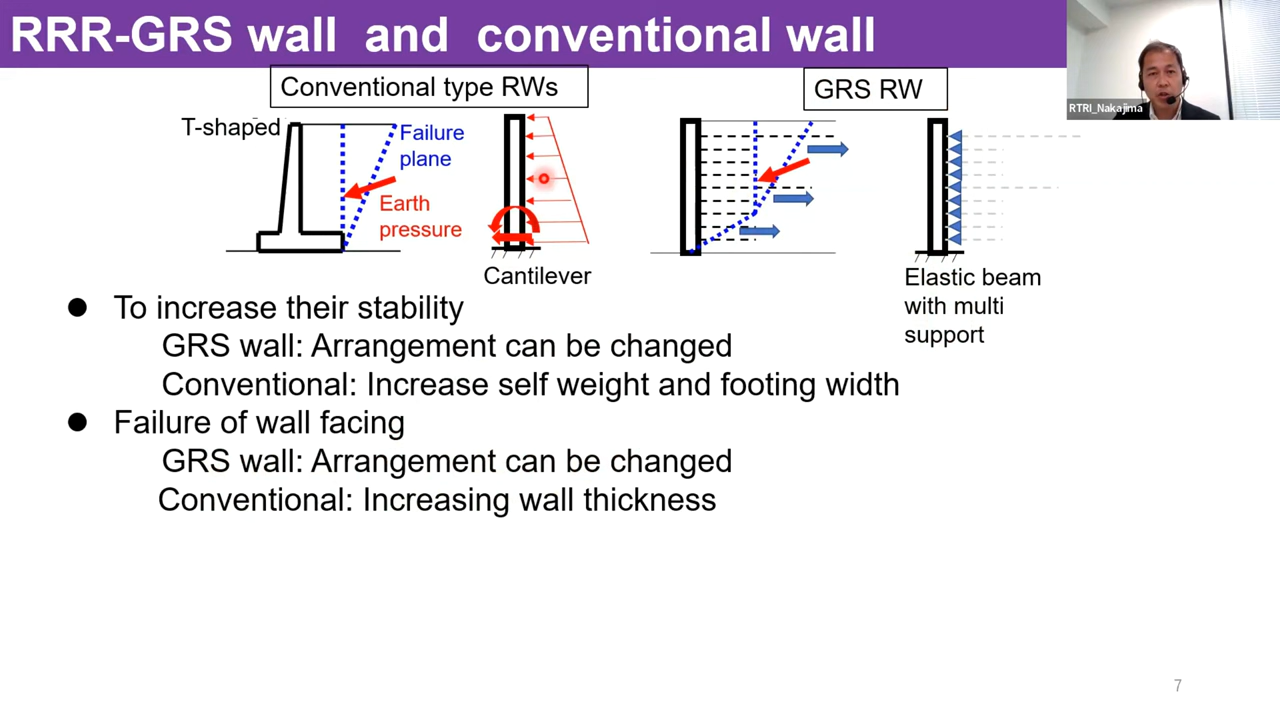 RRR-GRS wall and conventional wall
RTRI_Nakajima
Conventional type RWs
GRS RW
T-shaped
Failure
plane
Earth
pressure
Cantilever
Elastic beam
with multi
support
● To increase their stability
GRS wall: Arrangement can be changed
Conventional: Increase self weight and footing width
● Failure of wall facing
GRS wall: Arrangement can be changed
Conventional: Increasing wall thickness
7